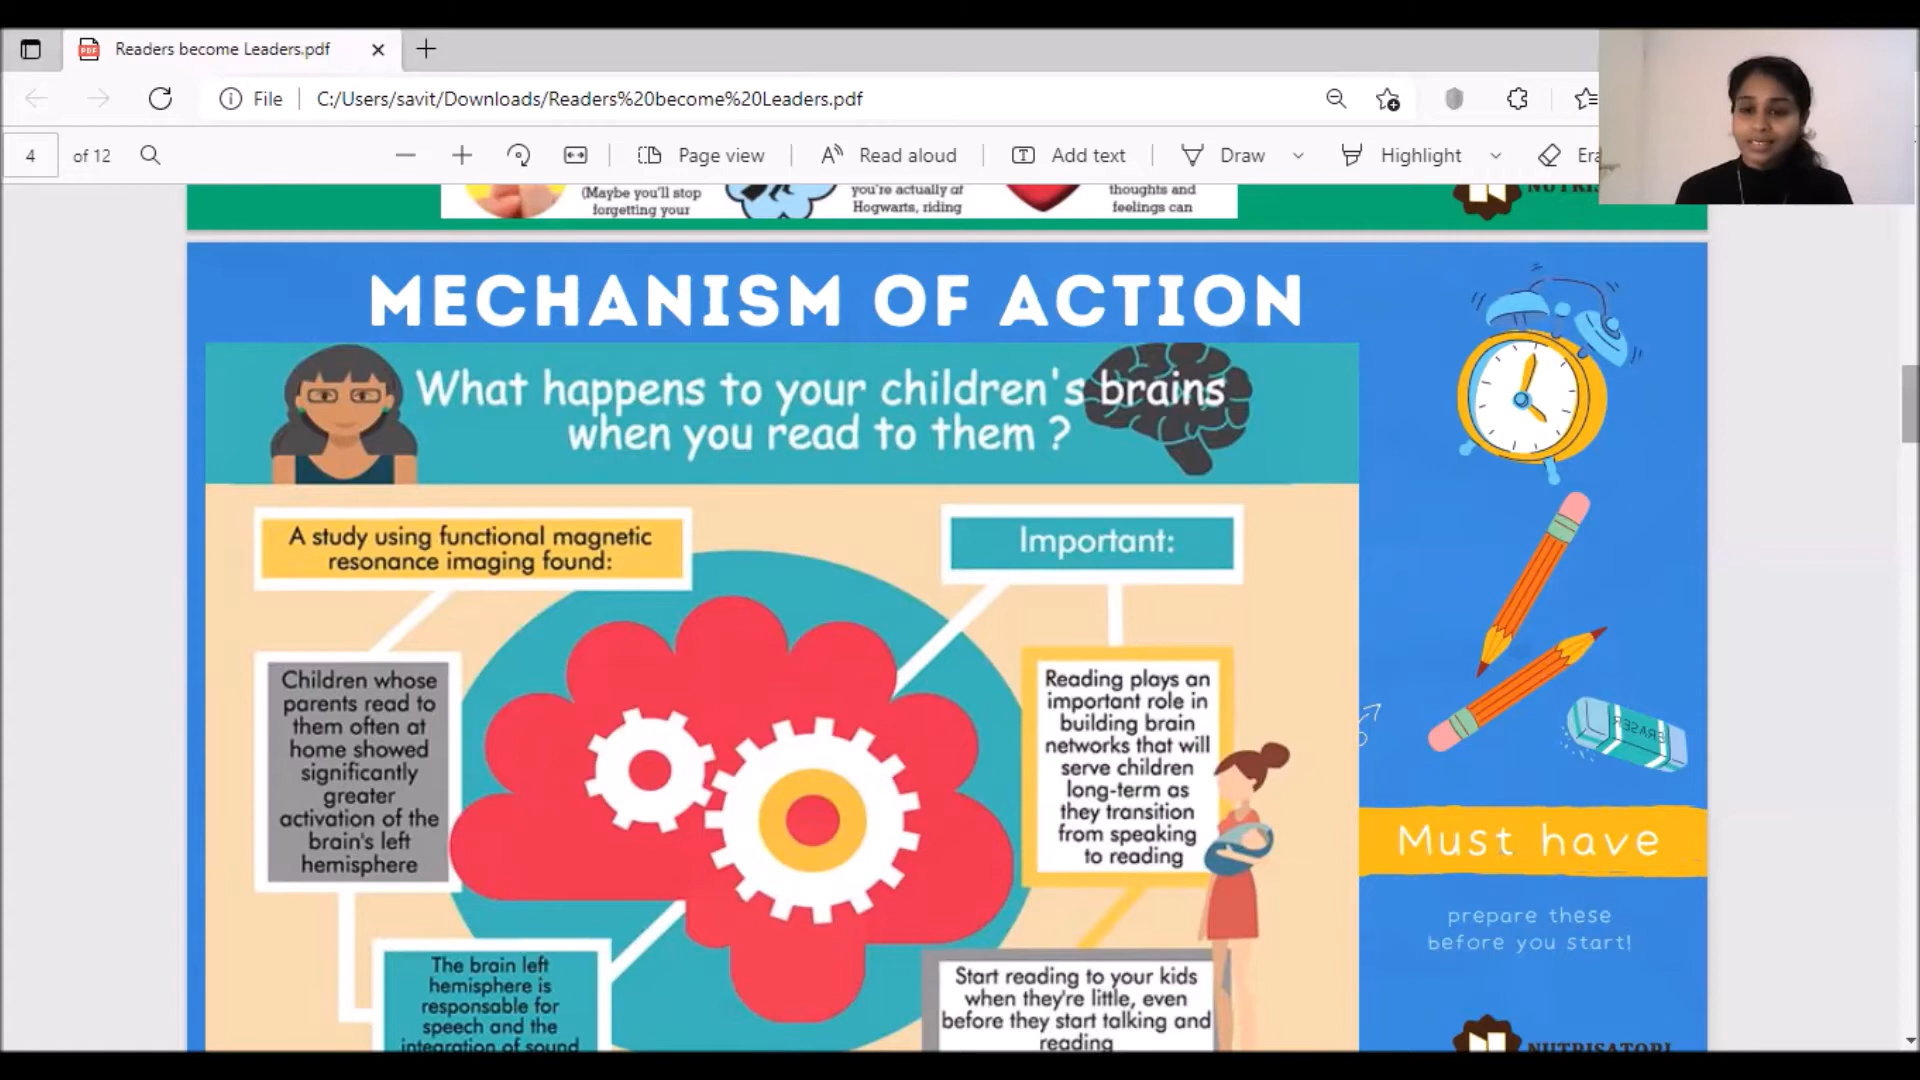 Readers become Leaders.pdf
File
C:/Users/savit/Downloads/Readers%20become%20Leaders.pdf
4 of 12
Page view
Read aloud
Add text
Draw
Highlight
(Maybe you'll stop
forgetting your
you're actually at
Hogwarts, riding
thoughts and
feelings can
MECHANISM OF ACTION
What happens to your children's brains
when you read to them ?
A study using functional magnetic
resonance imaging found:
Important:
Children whose
parents read to
them often at
home showed
significantly
greater
activation of the
brain's left
hemisphere
Reading plays an
important role in
building brain
networks that will
serve children
long-term as
they transition
from speaking
to reading
The brain left
hemisphere is
responsible for
speech and the
integration of sound
Start reading to your kids
when they're little, even
before they start talking and
reading
ERASER
Must have
prepare these
before you start!
NUTRISATORI